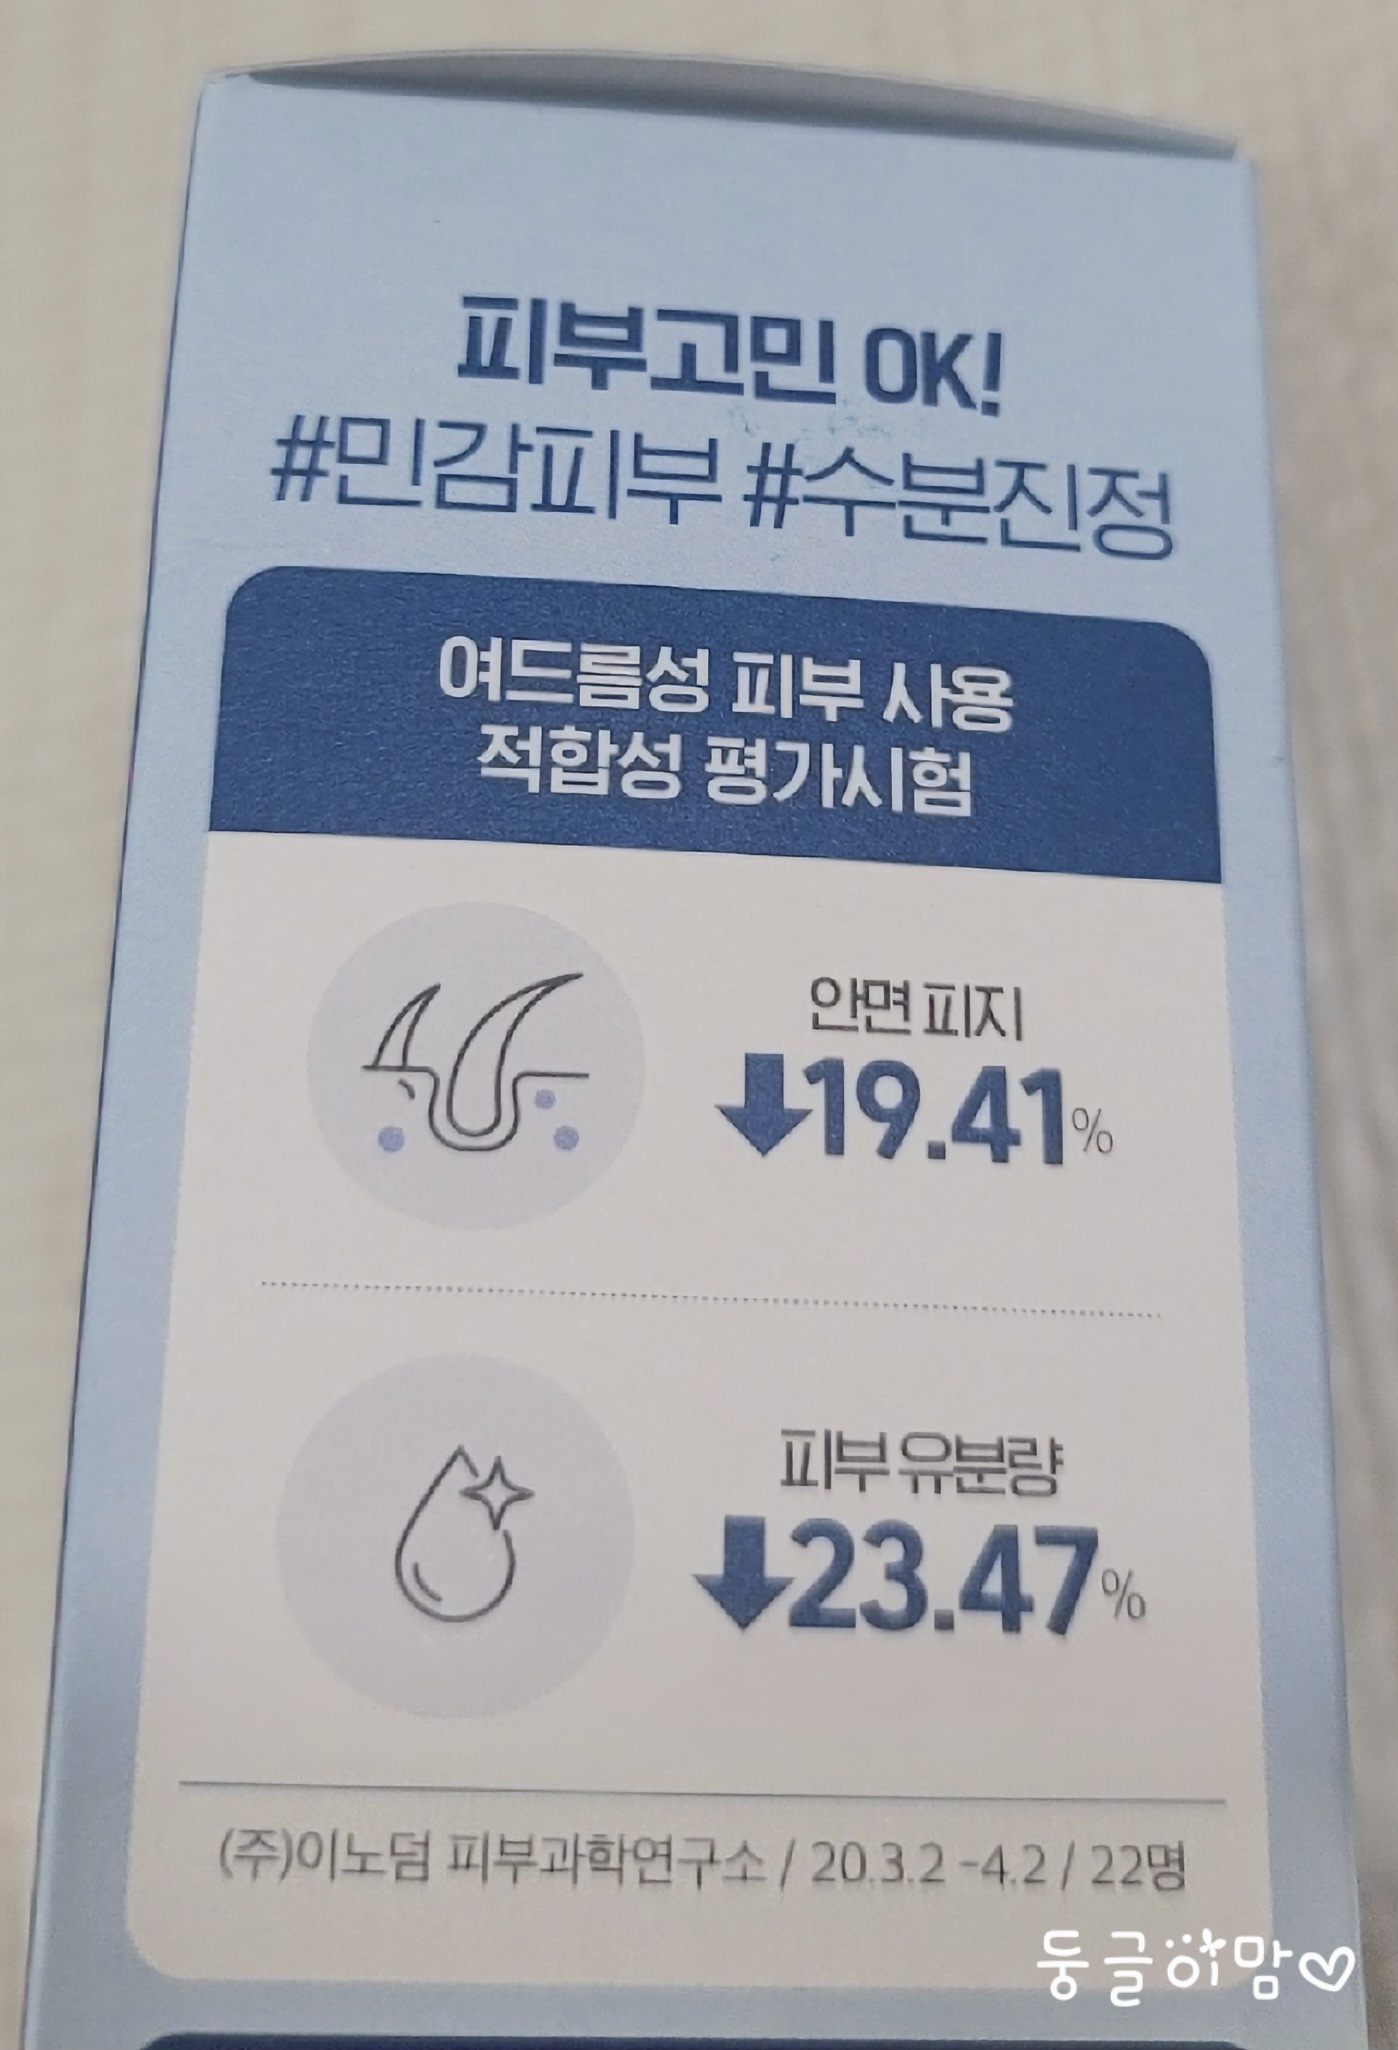 피부고민 OK!
#민감피부 #수분진정
여드름성 피부 사용
적합성 평가시험
안면 피지
↓19.41%
피부 유분량
↓23.47%
(주)이노덤 피부과학연구소 / 20.3.2 -4.2 / 22명
둥글이맘♡